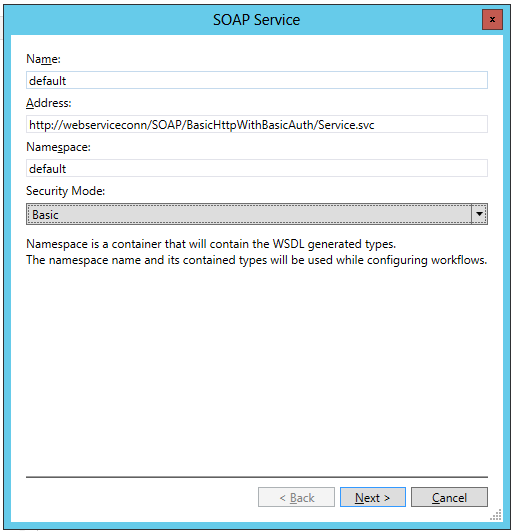 SOAP Service
x
Name:
default
Address:
http://webserviceconn/SOAP/BasicHttpWithBasicAuth/Service.svc
Namespace:
default
Security Mode:
Basic
Namespace is a container that will contain the WSDL generated types.
The namespace name and its contained types will be used while configuring workflows.
< Back
Next >
Cancel